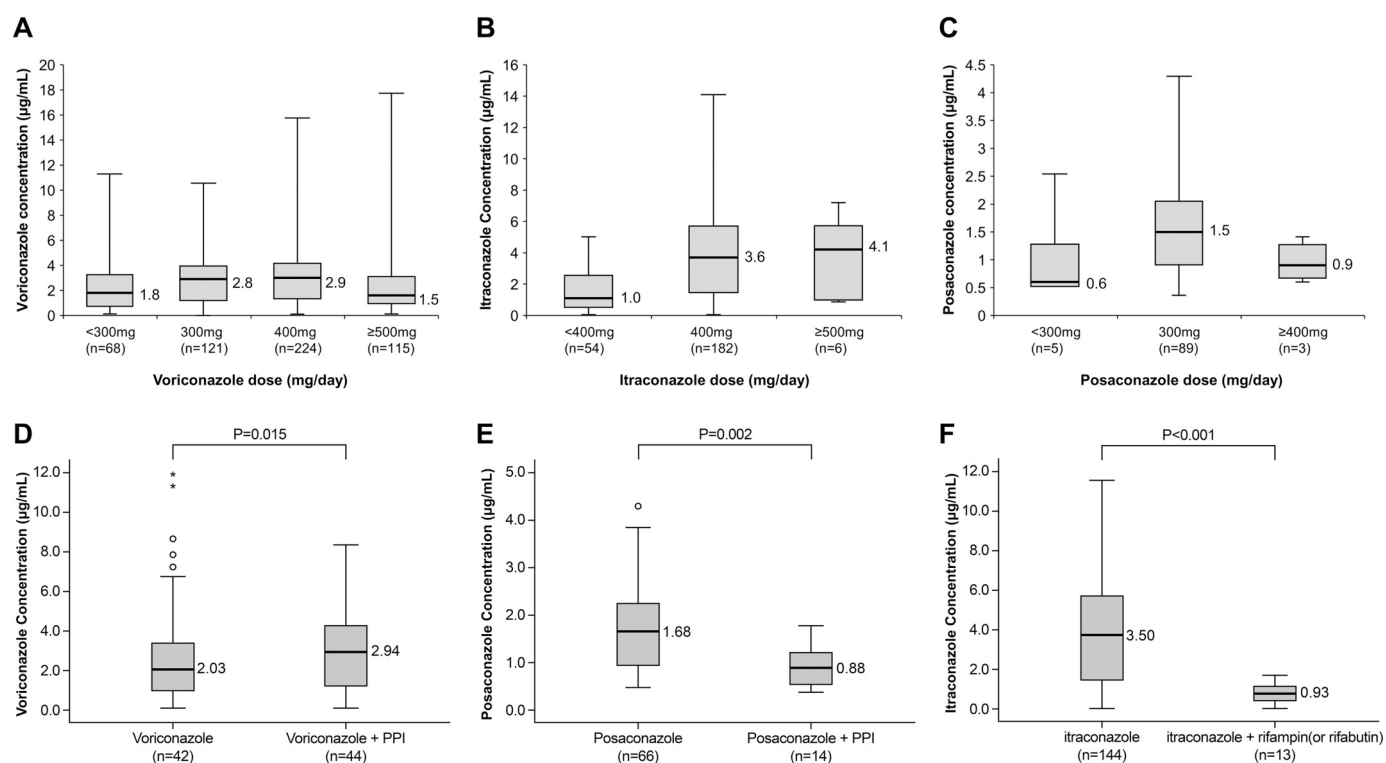 A
Voriconazole concentration (µg/mL)
20
18
16
14
12
10
8
6
4
2
0
1.8
2.8
2.9
1.5
<300mg
(n=68)
300mg
(n=121)
400mg
(n=224)
≥500mg
(n=115)
Voriconazole dose (mg/day)
B
Itraconazole Concentration (µg/mL)
16
14
12
10
8
6
4
2
0
1.0
3.6
4.1
<400mg
(n=54)
400mg
(n=182)
≥500mg
(n=6)
Itraconazole dose (mg/day)
C
Posaconazole concentration (µg/mL)
4.5
4
3.5
3
2.5
2
1.5
1
0.5
0
0.6
1.5
0.9
<300mg
(n=5)
300mg
(n=89)
≥400mg
(n=3)
Posaconazole dose (mg/day)
D
P=0.015
Voriconazole Concentration (µg/mL)
12.0
10.0
8.0
6.0
4.0
2.0
0.0
*
*
2.03
2.94
Voriconazole
(n=42)
Voriconazole + PPI
(n=44)
E
P=0.002
Posaconazole Concentration (µg/mL)
5.0
4.0
3.0
2.0
1.0
0.0
1.68
0.88
Posaconazole
(n=66)
Posaconazole + PPI
(n=14)
F
P<0.001
Itraconazole Concentration (µg/mL)
12.0
10.0
8.0
6.0
4.0
2.0
0.0
3.50
0.93
itraconazole
(n=144)
itraconazole + rifampin(or rifabutin)
(n=13)